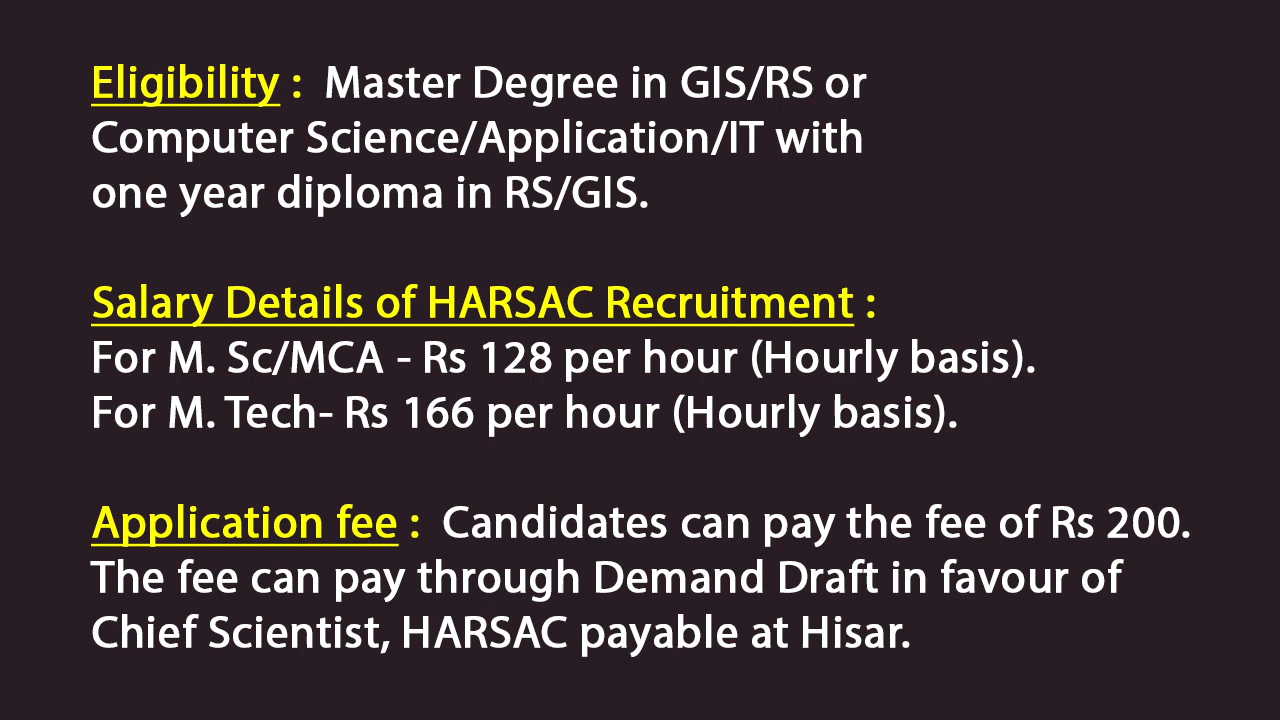 Eligibility : Master Degree in GIS/RS or
Computer Science/Application/IT with
one year diploma in RS/GIS.
Salary Details of HARSAC Recruitment :
For M. Sc/MCA - Rs 128 per hour (Hourly basis).
For M. Tech- Rs 166 per hour (Hourly basis).
Application fee : Candidates can pay the fee of Rs 200.
The fee can pay through Demand Draft in favour of
Chief Scientist, HARSAC payable at Hisar.